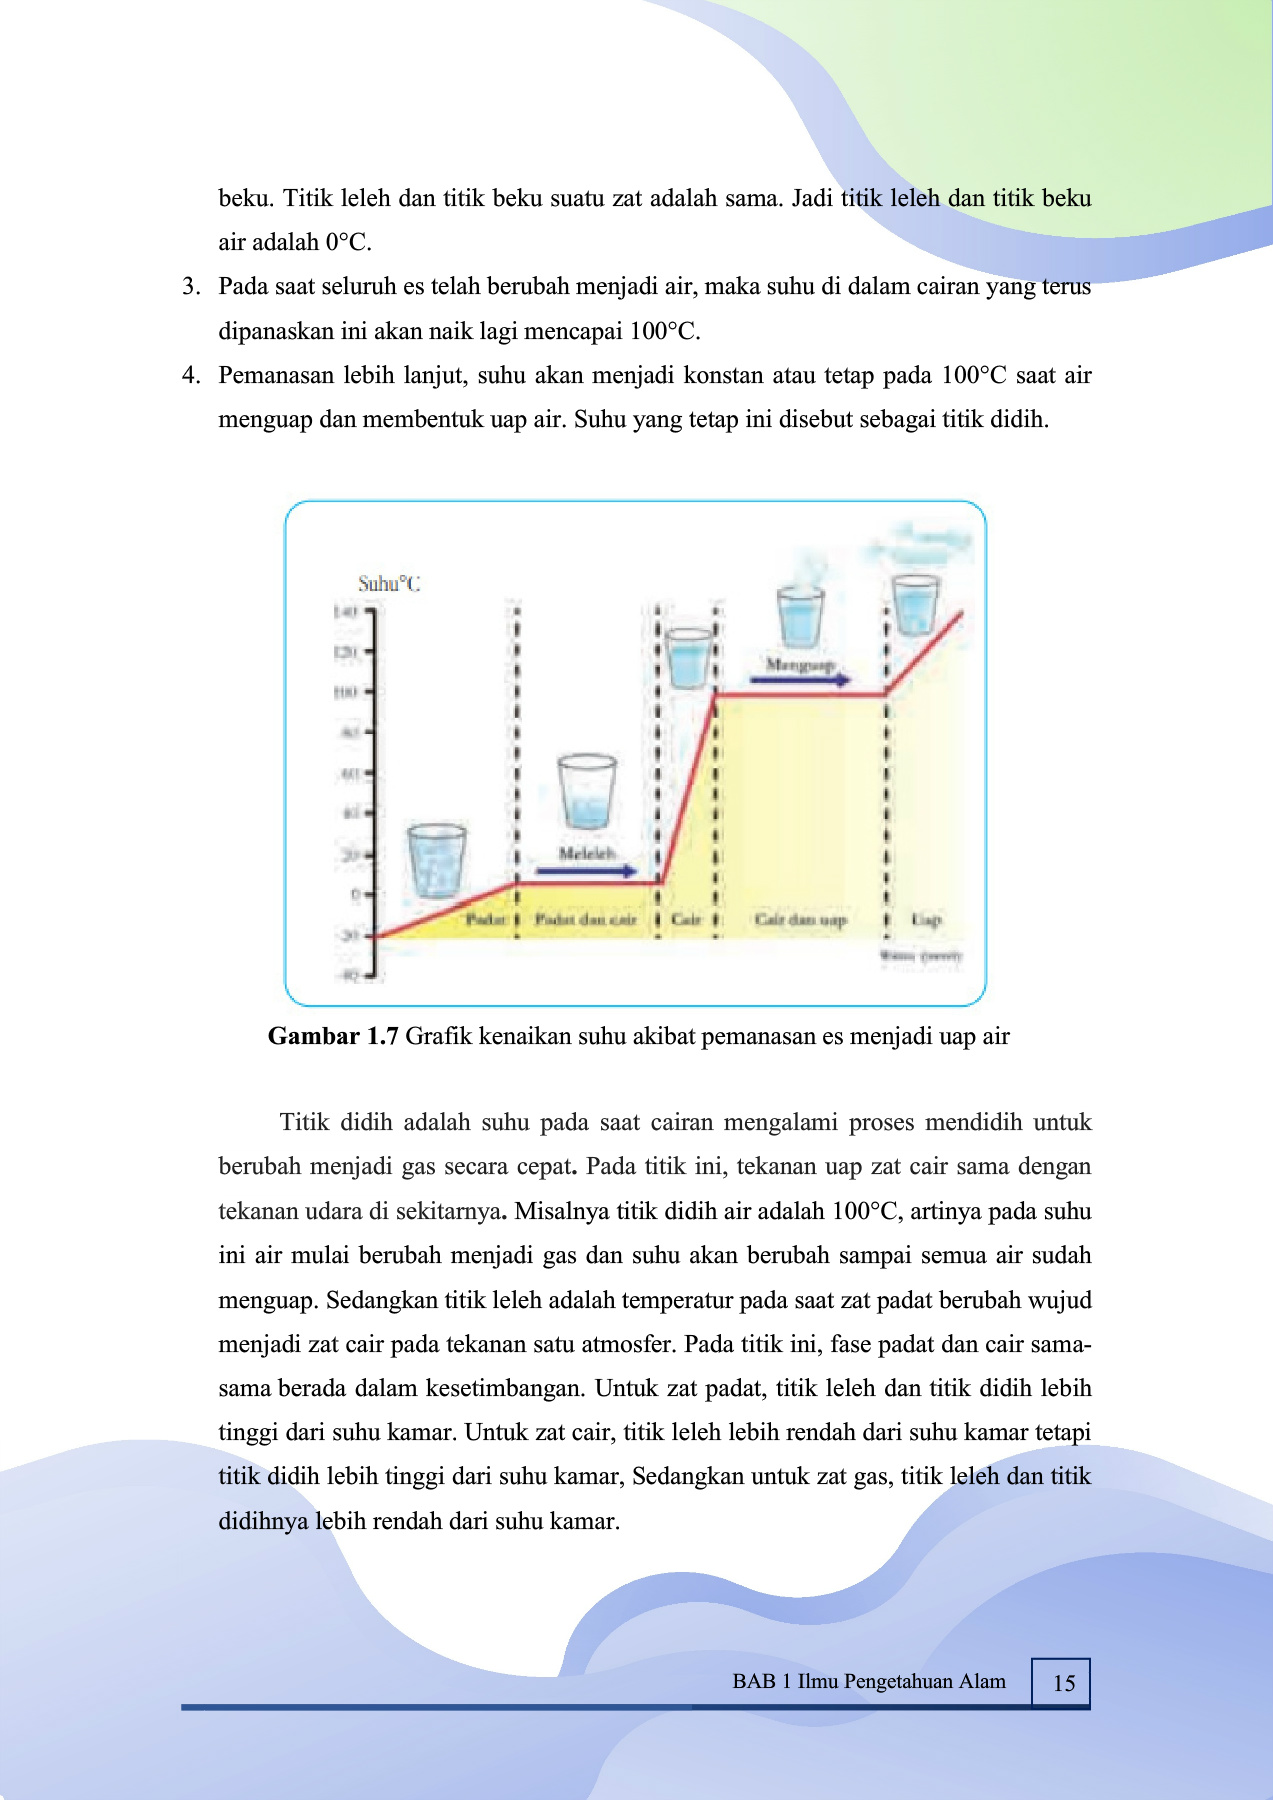 beku. Titik leleh dan titik beku suatu zat adalah sama. Jadi titik leleh dan titik beku
air adalah 0°C.
3. Pada saat seluruh es telah berubah menjadi air, maka suhu di dalam cairan yang terus
dipanaskan ini akan naik lagi mencapai 100°C.
4. Pemanasan lebih lanjut, suhu akan menjadi konstan atau tetap pada 100°C saat air
menguap dan membentuk uap air. Suhu yang tetap ini disebut sebagai titik didih.
Suhu°C
140
120
100
80
60
40
20
0
-20
-40
Menguap
Meleleh
Padat
Padat dan cair
Cair
Cair dan uap
Uap
Gambar 1.7 Grafik kenaikan suhu akibat pemanasan es menjadi uap air
Titik didih adalah suhu pada saat cairan mengalami proses mendidih untuk
berubah menjadi gas secara cepat. Pada titik ini, tekanan uap zat cair sama dengan
tekanan udara di sekitarnya. Misalnya titik didih air adalah 100°C, artinya pada suhu
ini air mulai berubah menjadi gas dan suhu akan berubah sampai semua air sudah
menguap. Sedangkan titik leleh adalah temperatur pada saat zat padat berubah wujud
menjadi zat cair pada tekanan satu atmosfer. Pada titik ini, fase padat dan cair sama-
sama berada dalam kesetimbangan. Untuk zat padat, titik leleh dan titik didih lebih
tinggi dari suhu kamar. Untuk zat cair, titik leleh lebih rendah dari suhu kamar tetapi
titik didih lebih tinggi dari suhu kamar, Sedangkan untuk zat gas, titik leleh dan titik
didihnya lebih rendah dari suhu kamar.
BAB 1 Ilmu Pengetahuan Alam 15